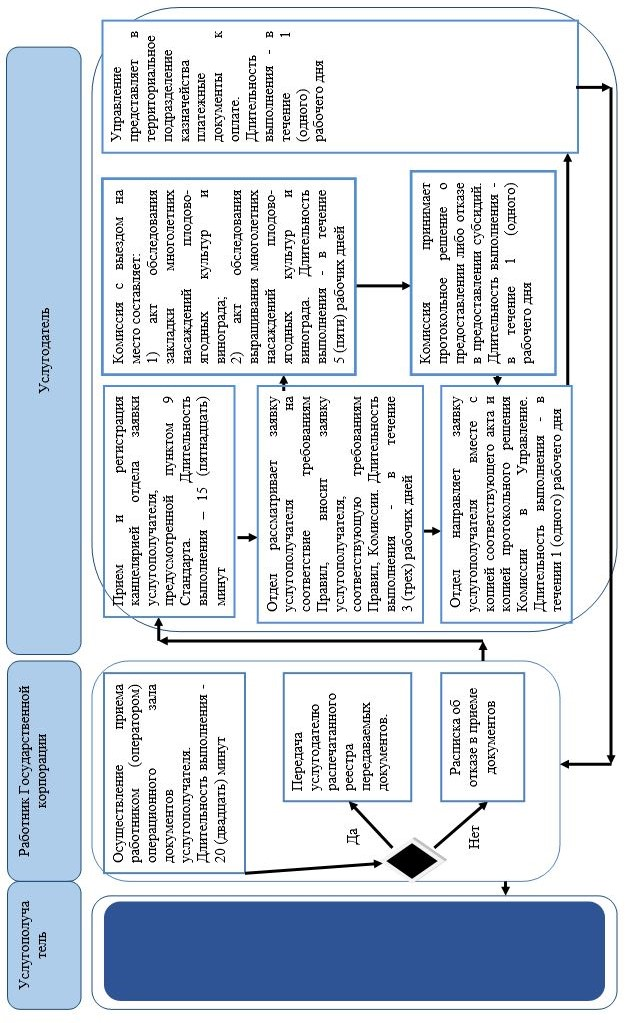 Услугополуча
тель
Работник Государственной
корпорации
Услугодатель
Осуществление приема
работником (оператором)
операционного зала
документов
услугополучателя.
Длительность выполнения -
20 (двадцать) минут
Да
Нет
Передача
услугодателю
распечатанного
реестра
передаваемых
документов.
Расписка об
отказе в приеме
документов
Прием и регистрация
канцелярией отдела заявки
услугополучателя,
предусмотренной пунктом 9
Стандарта. Длительность
выполнения – 15 (пятнадцать)
минут
Отдел рассматривает заявку
услугополучателя на
соответствие требованиям
Правил, вносит заявку
услугополучателя,
соответствующую требованиям
Правил, Комиссии. Длительность
выполнения - в течение
3 (трех) рабочих дней
Отдел направляет заявку
услугополучателя вместе с
копией соответствующего акта и
копией протокольного решения
Комиссии в Управление.
Длительность выполнения - в
течении 1 (одного) рабочего дня
Комиссия с выездом на
место составляет:
1) акт обследования
закладки многолетних
насаждений плодово-
ягодных культур и
винограда;
2) акт обследования
выращивания многолетних
насаждений плодово-
ягодных культур и
винограда. Длительность
выполнения - в течение
5 (пяти) рабочих дней
Комиссия принимает
протокольное решение о
предоставлении либо отказе
в предоставлении субсидий.
Длительность выполнения -
в течение 1 (одного)
рабочего дня
Управление
представляет в
территориальное
подразделение
казначейства
платежные
документы к
оплате.
Длительность
выполнения - в
течение 1
(одного)
рабочего дня